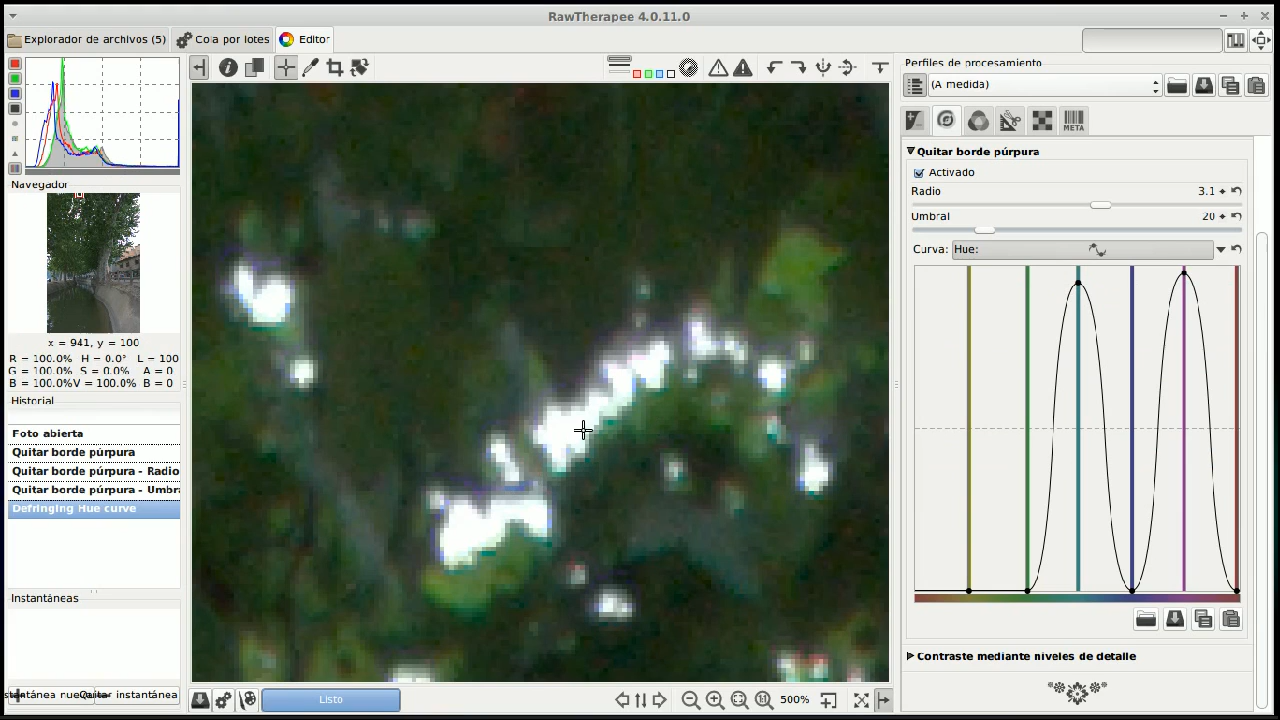 RawTherapee 4.0.11.0
Explorador de archivos (5)
Cola por lotes
Editor
Navegador
x = 941, y = 100
R = 100.0% H = 0.0° L = 100
G = 100.0% S = 0.0% A = 0
B = 100.0% V = 100.0% B = 0
Historial
Foto abierta
Quitar borde púrpura
Quitar borde púrpura - Radio
Quitar borde púrpura - Umbra
Defringing Hue curve
Instantáneas
instantánea
Listo
500%
Perfiles de procesamiento
(A medida)
META
Quitar borde púrpura
Activado
Radio 3.1
Umbral 20
Curva: Hue:
Contraste mediante niveles de detalle